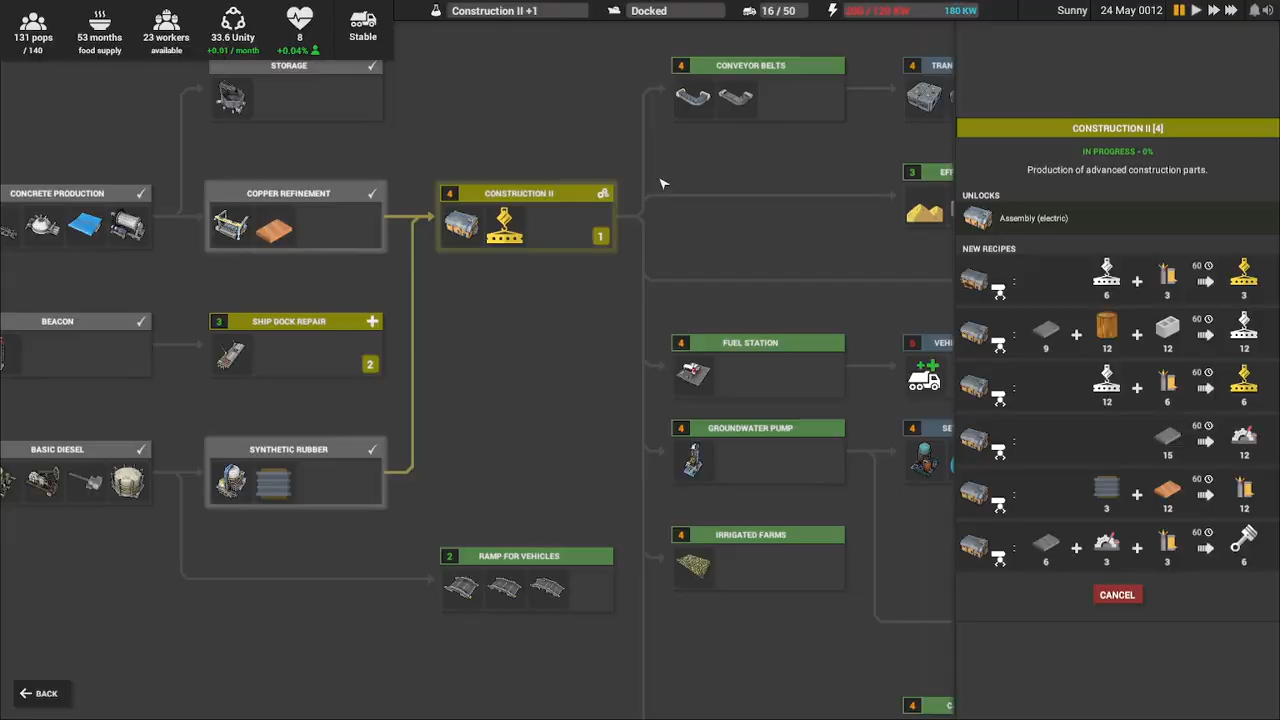 131 pops
/ 140
53 months
food supply
23 workers
available
33.6 Unity
+0.01 / month
8
+0.04%
Stable
Construction II +1
Docked
16 / 50
180 KW
Sunny
24 May 0012
STORAGE
CONCRETE PRODUCTION
COPPER REFINEMENT
4 CONSTRUCTION II
1
BEACON
3 SHIP DOCK REPAIR
2
BASIC DIESEL
SYNTHETIC RUBBER
2 RAMP FOR VEHICLES
4 CONVEYOR BELTS
4 TRAN
3 EFF
4 FUEL STATION
VEHI
4 GROUNDWATER PUMP
4 SE
4 IRRIGATED FARMS
4 C
CONSTRUCTION II [4]
IN PROGRESS - 0%
Production of advanced construction parts.
UNLOCKS
Assembly (electric)
NEW RECIPES
: 6 + 3 60 3
: 9 + 12 + 12 60 12
: 12 + 6 60 6
: 15 60 12
: 3 + 12 60 12
: 6 + 3 + 3 60 6
CANCEL
BACK